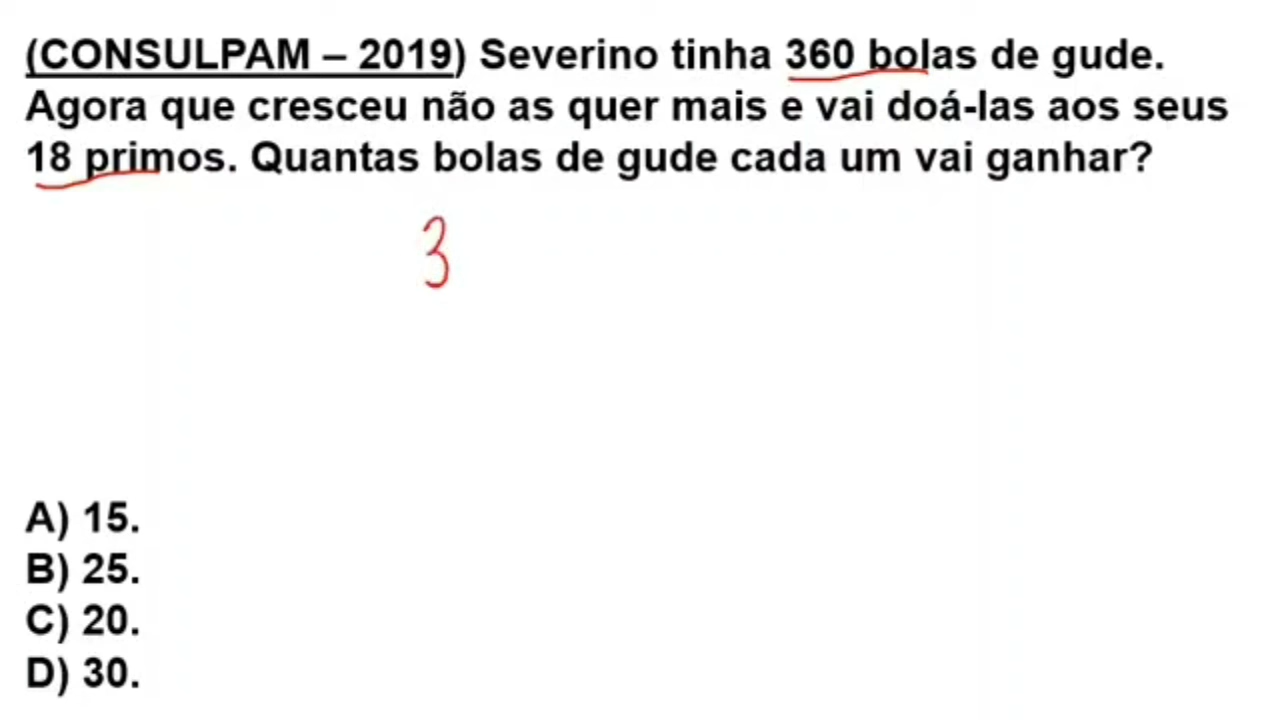 (CONSULPAM – 2019) Severino tinha 360 bolas de gude.
Agora que cresceu não as quer mais e vai doá-las aos seus
18 primos. Quantas bolas de gude cada um vai ganhar?
3
A) 15.
B) 25.
C) 20.
D) 30.